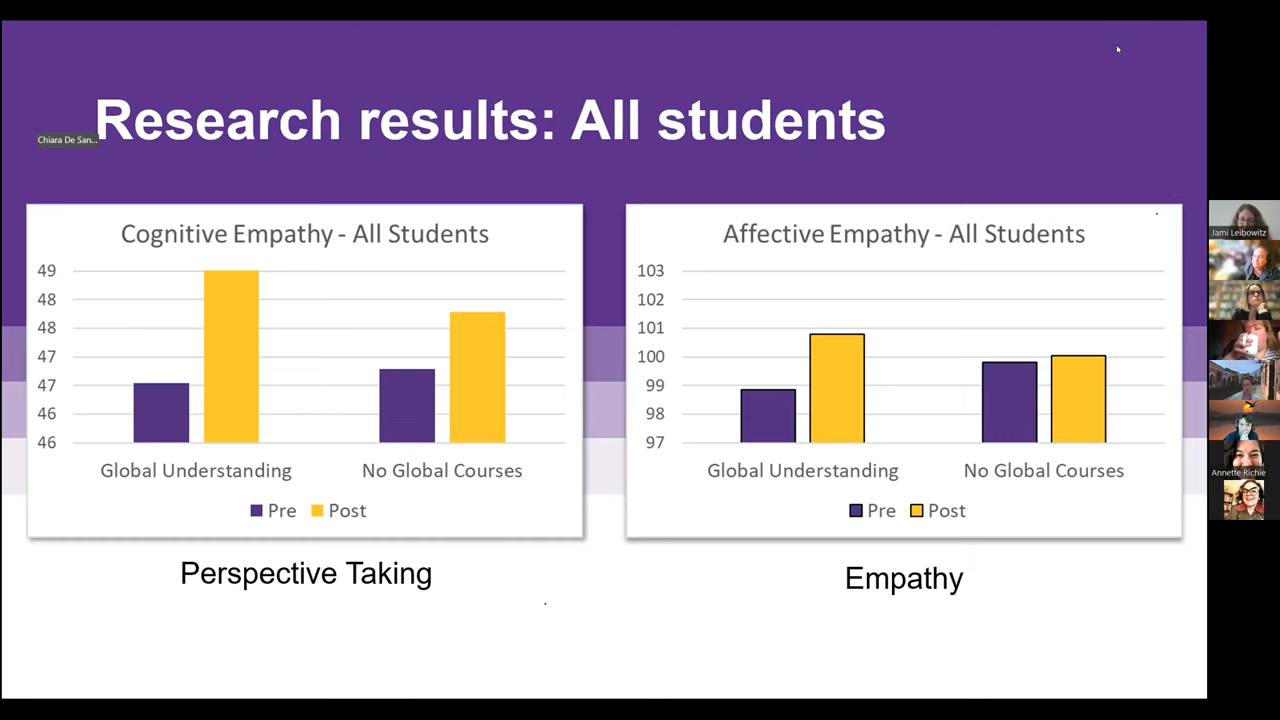 Research results: All students
Chiara De San...
Cognitive Empathy - All Students
49
48
48
47
47
46
46
Global Understanding
No Global Courses
Pre
Post
Perspective Taking
Affective Empathy - All Students
103
102
101
100
99
98
97
Global Understanding
No Global Courses
Pre
Post
Empathy
Jami Leibowitz
Annette Richie